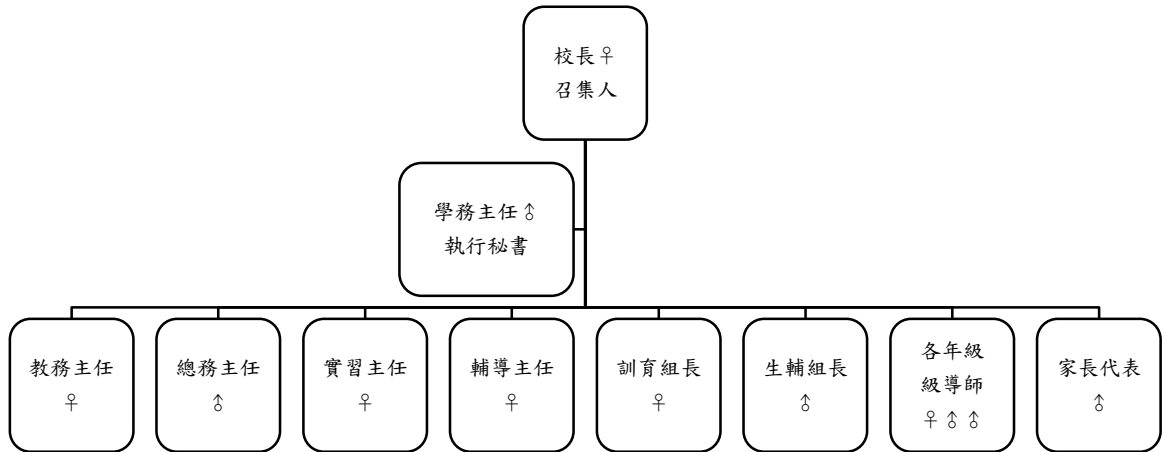 校長♀
召集人
學務主任⚦
執行秘書
教務主任
♀
總務主任
⚦
實習主任
♀
輔導主任
♀
訓育組長
♀
生輔組長
⚦
各年級
級導師
♀⚦⚦
家長代表
⚦